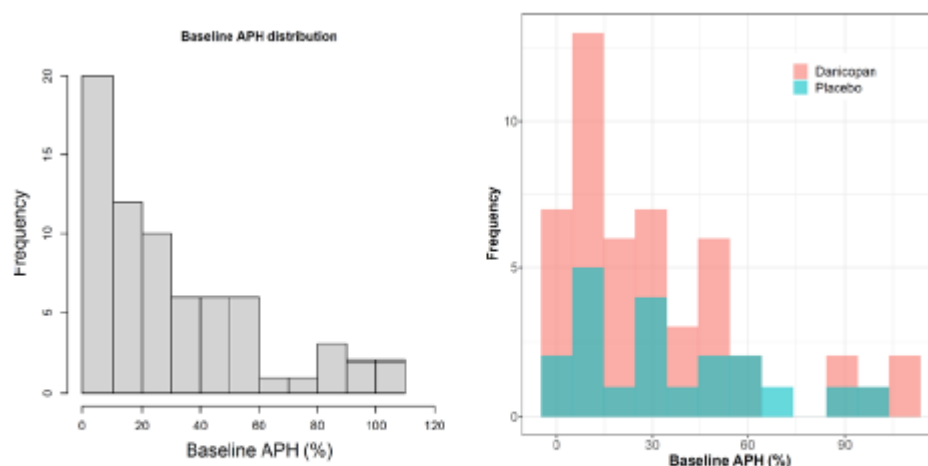 Baseline APH distribution
Frequency
20
15
10
5
0
0 20 40 60 80 100 120
Baseline APH (%)
Danicopan
Placebo
Frequency
10
5
0
0 30 60 90
Baseline APH (%)